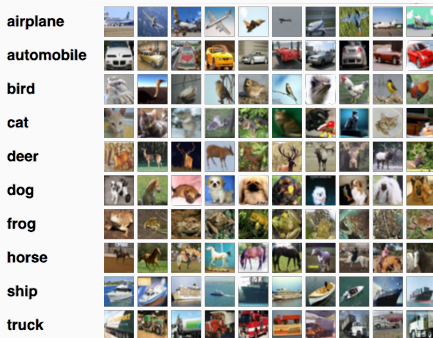 airplane
automobile
bird
cat
deer
dog
frog
horse
ship
truck